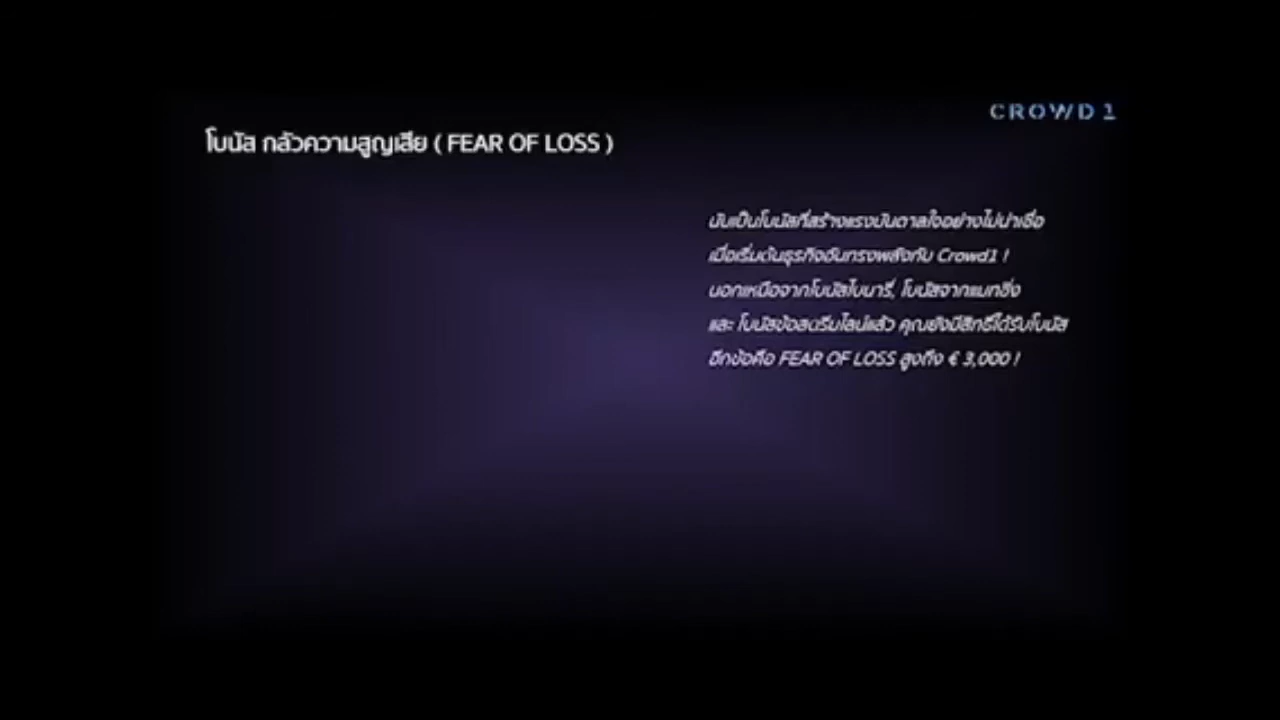 CROWD 1
โบนัส กลัวความสูญเสีย ( FEAR OF LOSS )
มันเป็นโบนัสที่สร้างแรงบันดาลใจอย่างไม่น่าเชื่อ
เมื่อเริ่มต้นธุรกิจอันทรงพลังกับ Crowd1 !
นอกเหนือจากโบนัสไบนารี่, โบนัสจากแมทชิ่ง
และ โบนัสข้อสตรีมไลน์แล้ว คุณยังมีสิทธิ์ได้รับโบนัส
อีกข้อคือ FEAR OF LOSS สูงถึง € 3,000 !